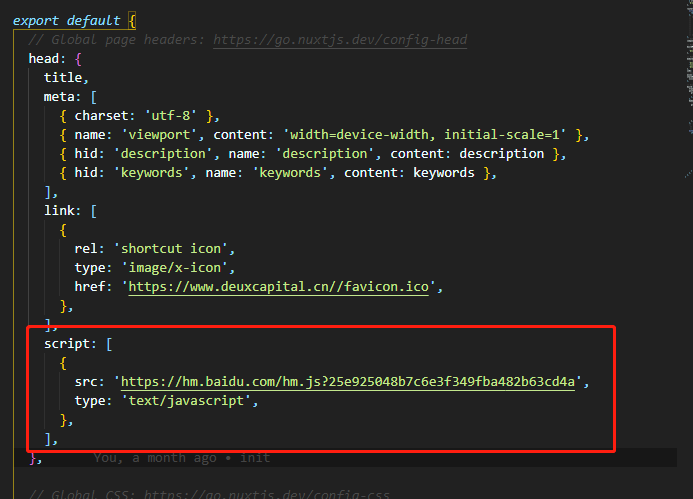 export default {
// Global page headers: https://go.nuxtjs.dev/config-head
head: {
title,
meta: [
{ charset: 'utf-8' },
{ name: 'viewport', content: 'width=device-width, initial-scale=1' },
{ hid: 'description', name: 'description', content: description },
{ hid: 'keywords', name: 'keywords', content: keywords },
],
link: [
{
rel: 'shortcut icon',
type: 'image/x-icon',
href: 'https://www.deuxcapital.cn//favicon.ico',
},
],
script: [
{
src: 'https://hm.baidu.com/hm.js?25e925048b7c6e3f349fba482b63cd4a',
type: 'text/javascript',
},
],
}, You, a month ago • init
// Global CSS: https://go.nuxtjs.dev/config-css